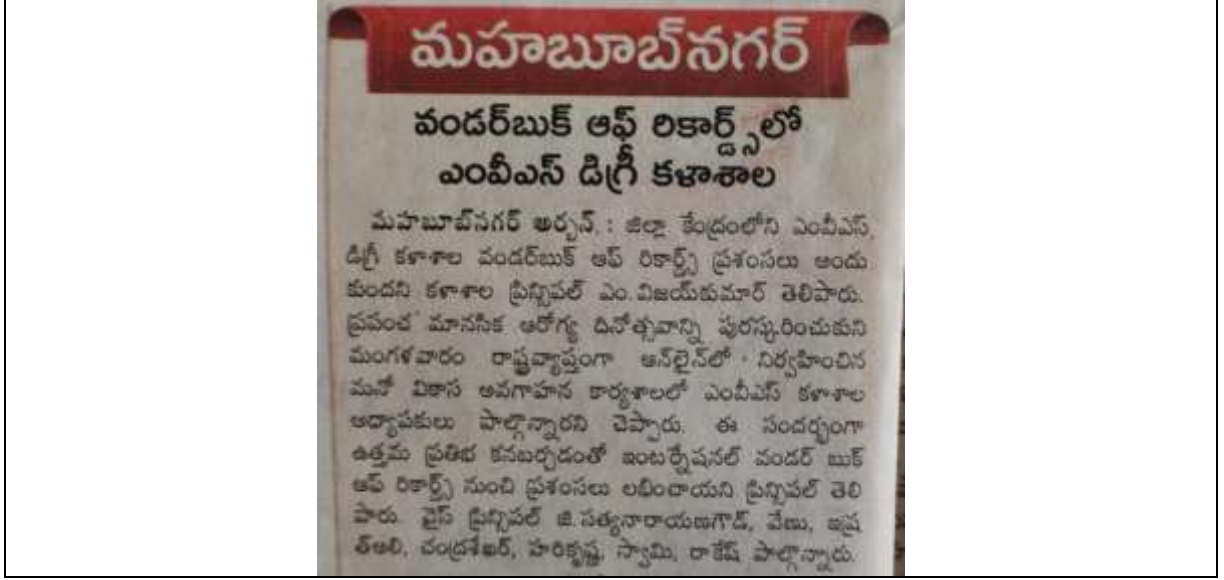 మహబూబ్‌నగర్
వండర్‌బుక్ ఆఫ్ రికార్డ్స్‌లో
ఎంవీఎస్ డిగ్రీ కళాశాల
మహబూబ్‌నగర్ అర్బన్, : జిల్లా కేంద్రంలోని ఎంవీఎస్
డిగ్రీ కళాశాల వండర్‌బుక్ ఆఫ్ రికార్డ్స్ ప్రశంసలు అందు
కుందని కళాశాల ప్రిన్సిపల్ ఎం.విజయ్‌కుమార్ తెలిపారు.
ప్రపంచ మానసిక ఆరోగ్య దినోత్సవాన్ని పురస్కరించుకుని
మంగళవారం రాష్ట్రవ్యాప్తంగా ఆన్‌లైన్‌లో నిర్వహించిన
మనో వికాస అవగాహన కార్యశాలలో ఎంవీఎస్ కళాశాల
అధ్యాపకులు పాల్గొన్నారని చెప్పారు. ఈ సందర్భంగా
ఉత్తమ ప్రతిభ కనబర్చడంతో ఇంటర్నేషనల్ వండర్ బుక్
ఆఫ్ రికార్డ్స్ నుంచి ప్రశంసలు లభించాయని ప్రిన్సిపల్ తెలి
పారు. వైస్ ప్రిన్సిపల్ జి.సత్యనారాయణగౌడ్, వేణు, ఇష్ర
త్‌అలి, చంద్రశేఖర్, హరికృష్ణ, స్వామి, రాకేష్ పాల్గొన్నారు.